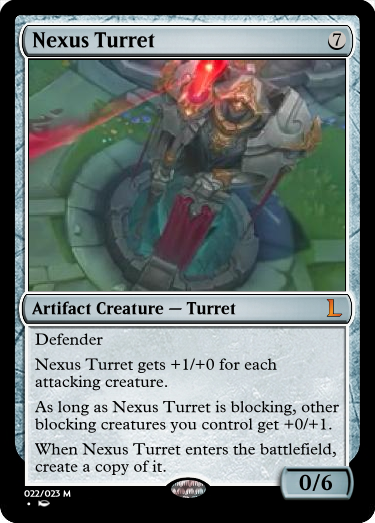 Nexus Turret 7
Artifact Creature — Turret L
Defender
Nexus Turret gets +1/+0 for each
attacking creature.
As long as Nexus Turret is blocking, other
blocking creatures you control get +0/+1.
When Nexus Turret enters the battlefield,
create a copy of it.
0/6
022/023 M